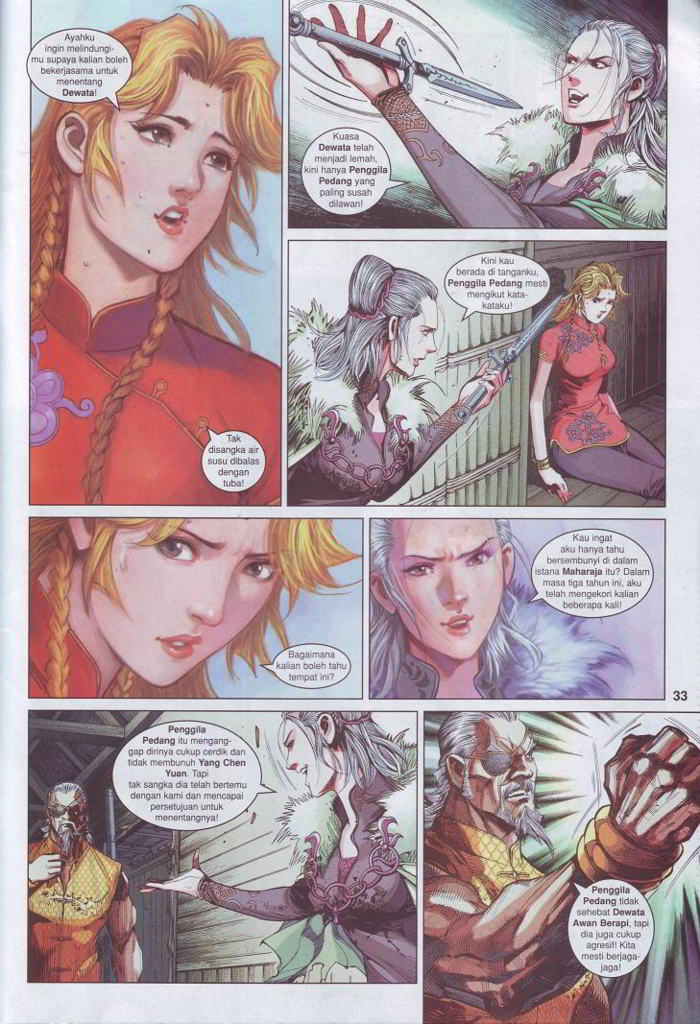 Ayahku
ingin melindungi-
mu supaya kalian boleh
bekerjasama untuk
menentang
Dewata!
Tak
disangka air
susu dibalas
dengan
tuba!
Kuasa
Dewata telah
menjadi lemah,
kini hanya Penggila
Pedang yang
paling susah
dilawan!
Kini kau
berada di tanganku,
Penggila Pedang mesti
mengikut kata-
kataku!
Bagaimana
kalian boleh tahu
tempat ini?
Kau ingat
aku hanya tahu
bersembunyi di dalam
istana Maharaja itu? Dalam
masa tiga tahun ini, aku
telah mengekori kalian
beberapa kali!
33
Penggila
Pedang itu mengang-
gap dirinya cukup cerdik dan
tidak membunuh Yang Chen
Yuan. Tapi
tak sangka dia telah bertemu
dengan kami dan mencapai
persetujuan untuk
menentangnya!
Penggila
Pedang tidak
sehebat Dewata
Awan Berapi, tapi
dia juga cukup
agresif! Kita
mesti berjaga-
jaga!